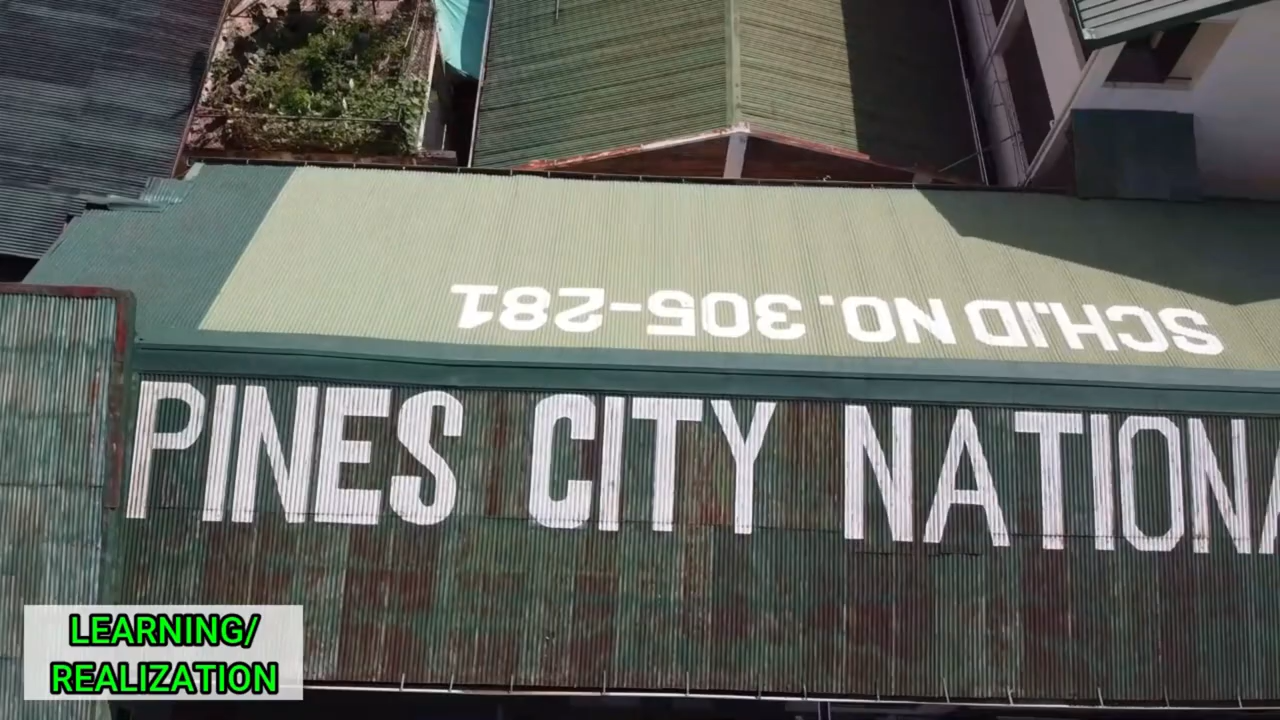 SCH.ID NO. 305-281
PINES CITY NATIONA
LEARNING/
REALIZATION